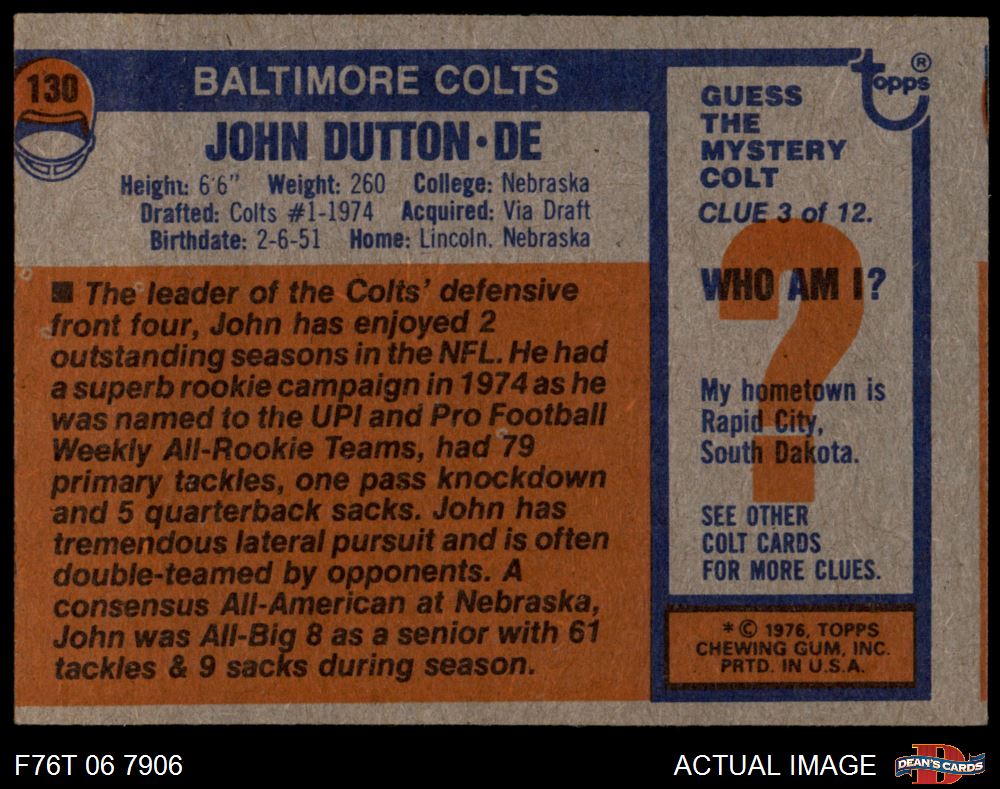 130
BALTIMORE COLTS
JOHN DUTTON • DE
Height: 6'6" Weight: 260 College: Nebraska
Drafted: Colts #1-1974 Acquired: Via Draft
Birthdate: 2-6-51 Home: Lincoln, Nebraska
■ The leader of the Colts' defensive
front four, John has enjoyed 2
outstanding seasons in the NFL. He had
a superb rookie campaign in 1974 as he
was named to the UPI and Pro Football
Weekly All-Rookie Teams, had 79
primary tackles, one pass knockdown
and 5 quarterback sacks. John has
tremendous lateral pursuit and is often
double-teamed by opponents. A
consensus All-American at Nebraska,
John was All-Big 8 as a senior with 61
tackles & 9 sacks during season.
topps®
GUESS
THE
MYSTERY
COLT
CLUE 3 of 12.
?
WHO AM I?
My hometown is
Rapid City,
South Dakota.
SEE OTHER
COLT CARDS
FOR MORE CLUES.
* © 1976, TOPPS
CHEWING GUM, INC.
PRTD. IN U.S.A.
F76T 06 7906
ACTUAL IMAGE
D
DEAN'S CARDS